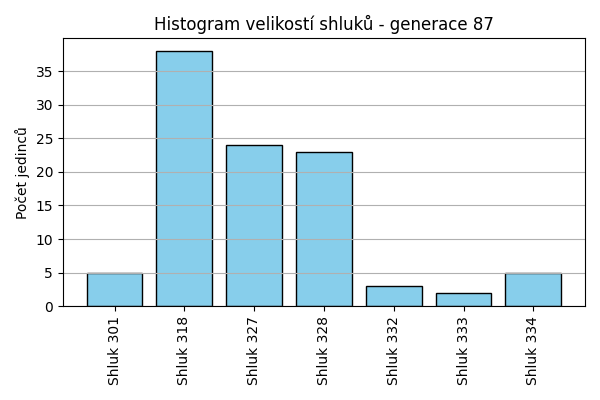 Histogram velikostí shluků - generace 87
Počet jedinců
35
30
25
20
15
10
5
0
Shluk 301
Shluk 318
Shluk 327
Shluk 328
Shluk 332
Shluk 333
Shluk 334